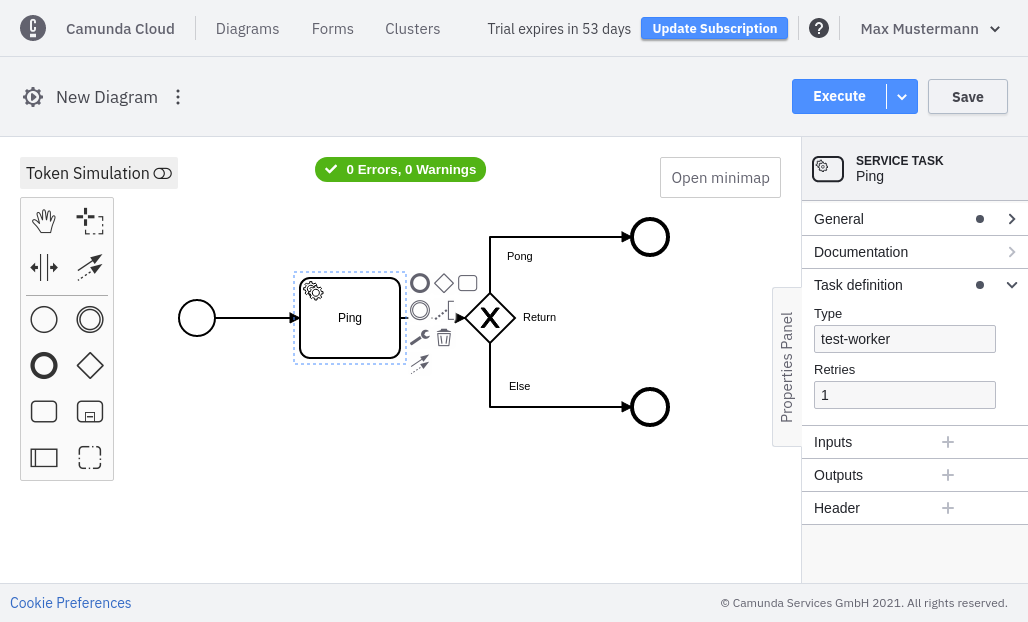 Camunda Cloud Diagrams Forms Clusters Trial expires in 53 days Update Subscription ? Max Mustermann
New Diagram Execute Save
Token Simulation
0 Errors, 0 Warnings
Open minimap
Ping
Pong
Return
Else
Properties Panel
SERVICE TASK
Ping
General
Documentation
Task definition
Type
test-worker
Retries
1
Inputs
Outputs
Header
Cookie Preferences
© Camunda Services GmbH 2021. All rights reserved.